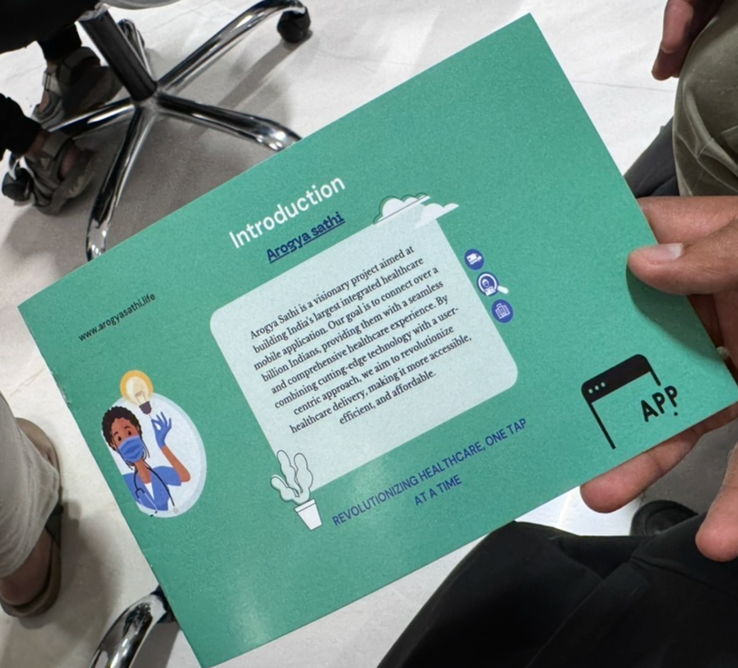 Introduction
Arogya sathi
www.arogyasathi.life
Arogya Sathi is a visionary project aimed at
building India's largest integrated healthcare
mobile application. Our goal is to connect over a
billion Indians, providing them with a seamless
and comprehensive healthcare experience. By
combining cutting-edge technology with a user-
centric approach, we aim to revolutionize
healthcare delivery, making it more accessible,
efficient, and affordable.
REVOLUTIONIZING HEALTHCARE, ONE TAP
AT A TIME
APP